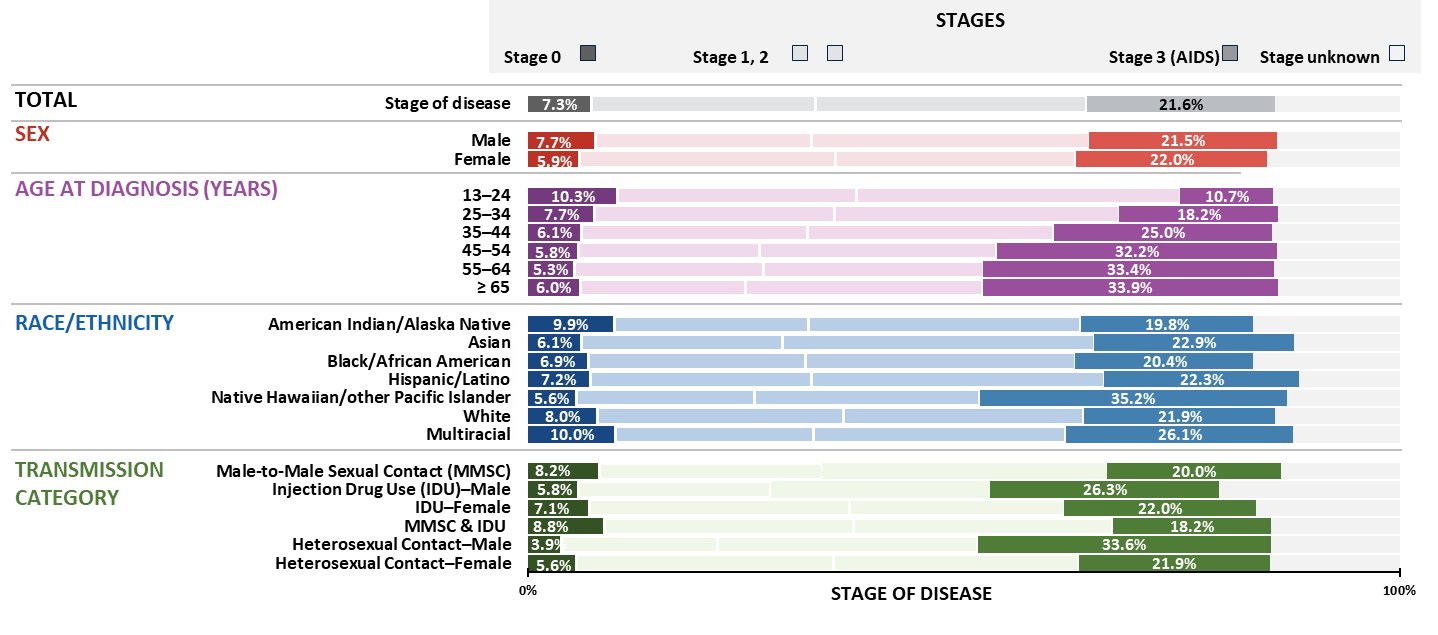 STAGES
Stage 0 Stage 1, 2 Stage 3 (AIDS) Stage unknown
TOTAL
Stage of disease 7.3% 21.6%
SEX
Male 7.7% 21.5%
Female 5.9% 22.0%
AGE AT DIAGNOSIS (YEARS)
13–24 10.3% 10.7%
25–34 7.7% 18.2%
35–44 6.1% 25.0%
45–54 5.8% 32.2%
55–64 5.3% 33.4%
≥ 65 6.0% 33.9%
RACE/ETHNICITY
American Indian/Alaska Native 9.9% 19.8%
Asian 6.1% 22.9%
Black/African American 6.9% 20.4%
Hispanic/Latino 7.2% 22.3%
Native Hawaiian/other Pacific Islander 5.6% 35.2%
White 8.0% 21.9%
Multiracial 10.0% 26.1%
TRANSMISSION
CATEGORY
Male-to-Male Sexual Contact (MMSC) 8.2% 20.0%
Injection Drug Use (IDU)–Male 5.8% 26.3%
IDU–Female 7.1% 22.0%
MMSC & IDU 8.8% 18.2%
Heterosexual Contact–Male 3.9% 33.6%
Heterosexual Contact–Female 5.6% 21.9%
0% 100%
STAGE OF DISEASE